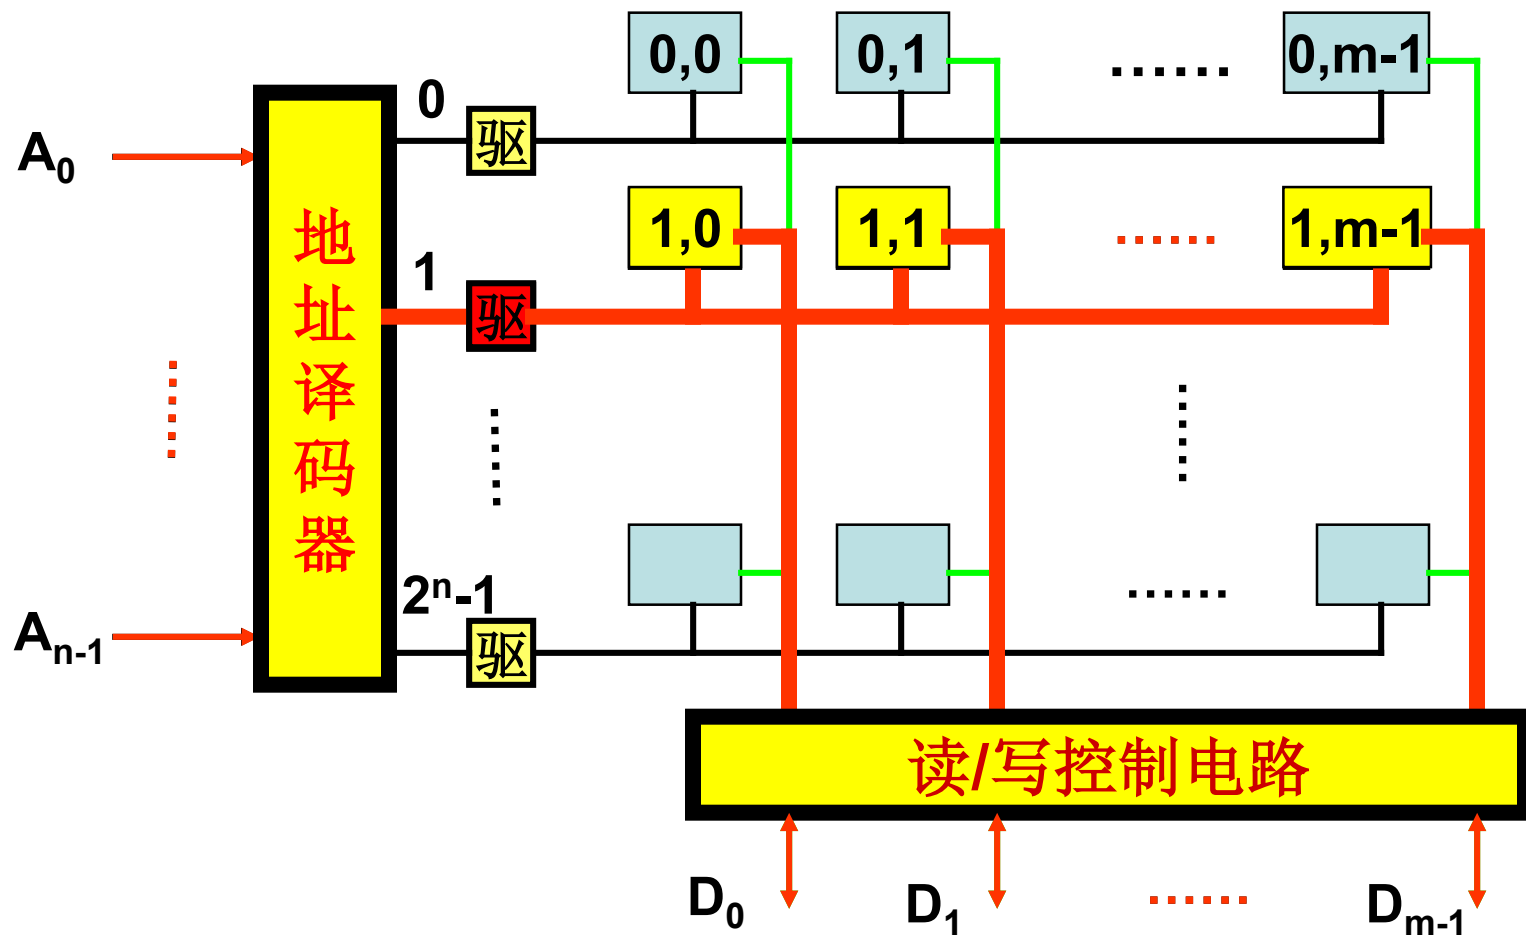 0,0 0,1 ...... 0,m-1
0
驱
A₀
1,0 1,1 ...... 1,m-1
1
驱
地址译码器
2ⁿ-1
驱
......
Aₙ₋₁
读/写控制电路
D₀ D₁ ...... Dₘ₋₁